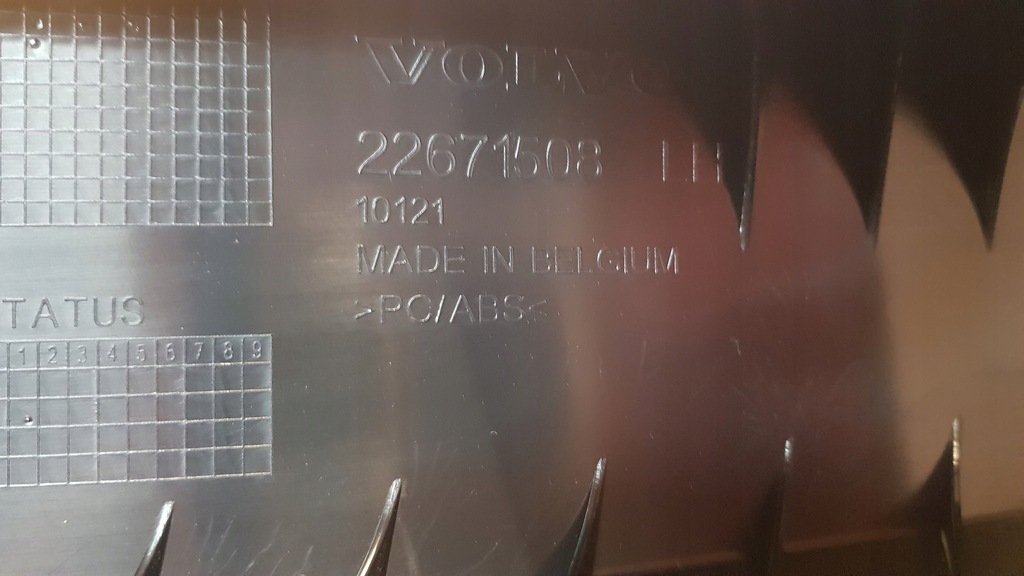 VOLVO
22671508 LH
10121
MADE IN BELGIUM
>PC/ABS<
TATUS
1 2 3 4 5 6 7 8 9